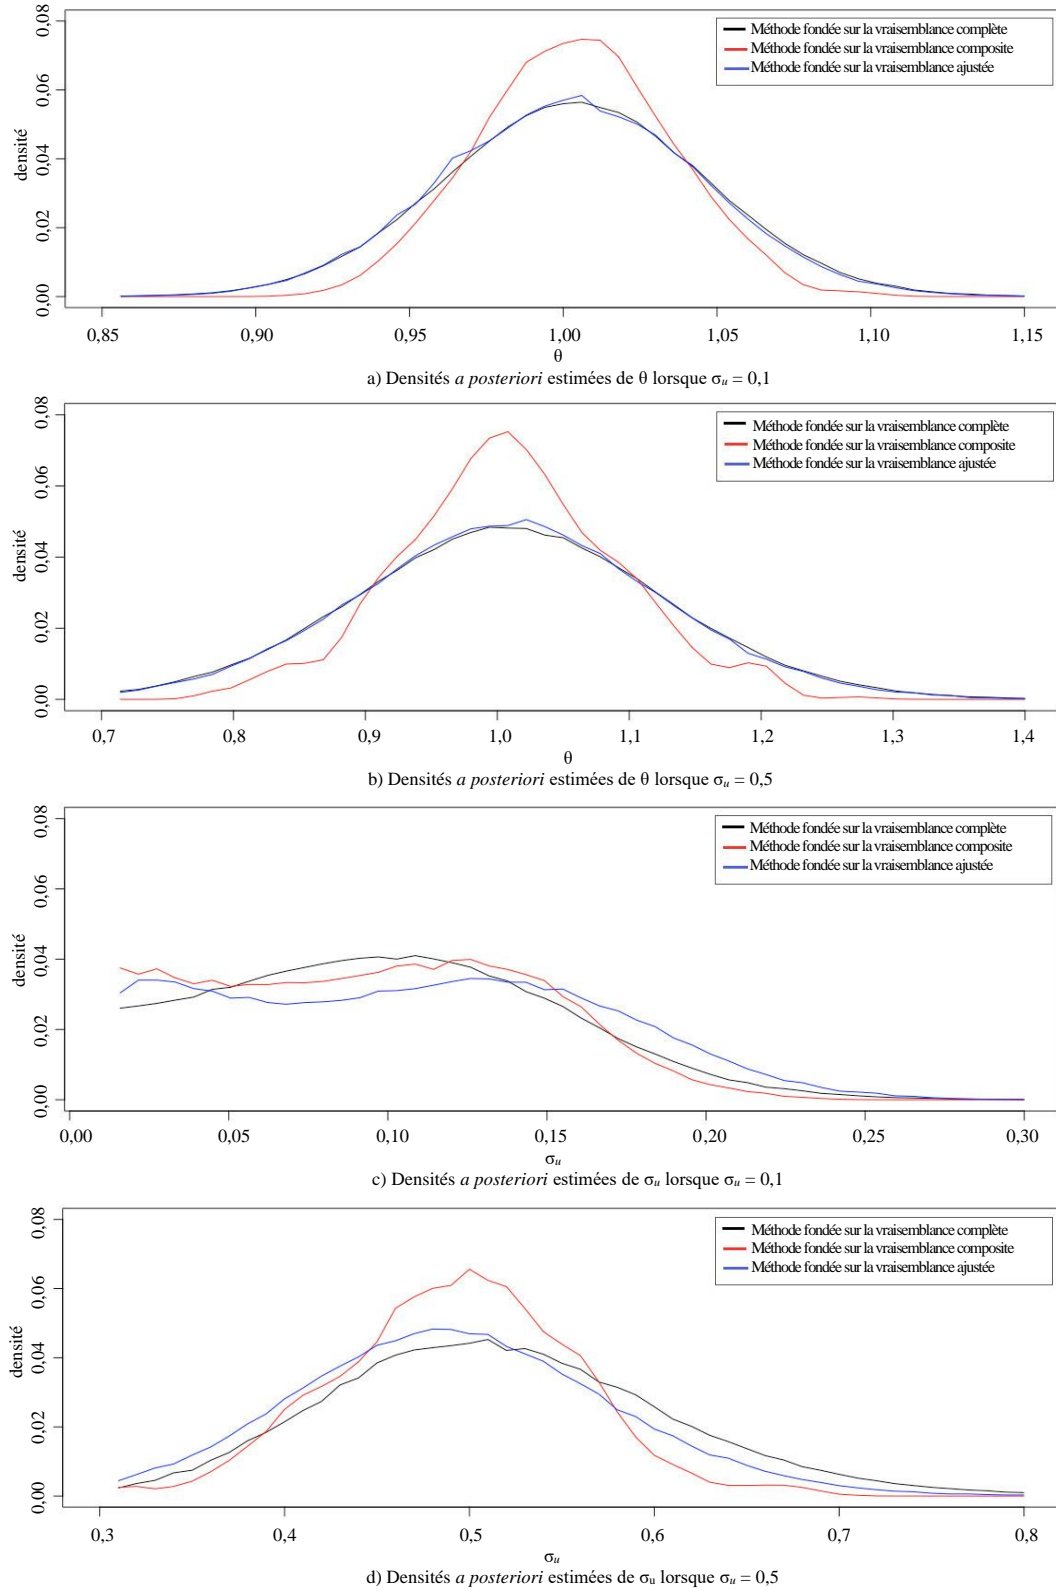 0,08
0,06
0,04
0,02
0,00
densité
Méthode fondée sur la vraisemblance complète
Méthode fondée sur la vraisemblance composite
Méthode fondée sur la vraisemblance ajustée
0,85 0,90 0,95 1,00 1,05 1,10 1,15
θ
a) Densités a posteriori estimées de θ lorsque σu = 0,1
0,08
0,06
0,04
0,02
0,00
densité
Méthode fondée sur la vraisemblance complète
Méthode fondée sur la vraisemblance composite
Méthode fondée sur la vraisemblance ajustée
0,7 0,8 0,9 1,0 1,1 1,2 1,3 1,4
θ
b) Densités a posteriori estimées de θ lorsque σu = 0,5
0,08
0,06
0,04
0,02
0,00
densité
Méthode fondée sur la vraisemblance complète
Méthode fondée sur la vraisemblance composite
Méthode fondée sur la vraisemblance ajustée
0,00 0,05 0,10 0,15 0,20 0,25 0,30
σu
c) Densités a posteriori estimées de σu lorsque σu = 0,1
0,08
0,06
0,04
0,02
0,00
densité
Méthode fondée sur la vraisemblance complète
Méthode fondée sur la vraisemblance composite
Méthode fondée sur la vraisemblance ajustée
0,3 0,4 0,5 0,6 0,7 0,8
σu
d) Densités a posteriori estimées de σu lorsque σu = 0,5